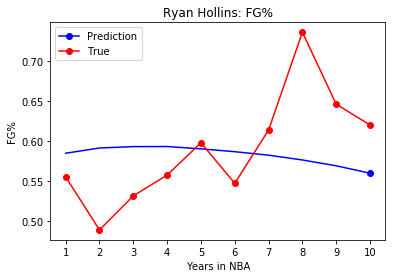 Ryan Hollins: FG%
Prediction
True
FG%
0.70
0.65
0.60
0.55
0.50
1 2 3 4 5 6 7 8 9 10
Years in NBA